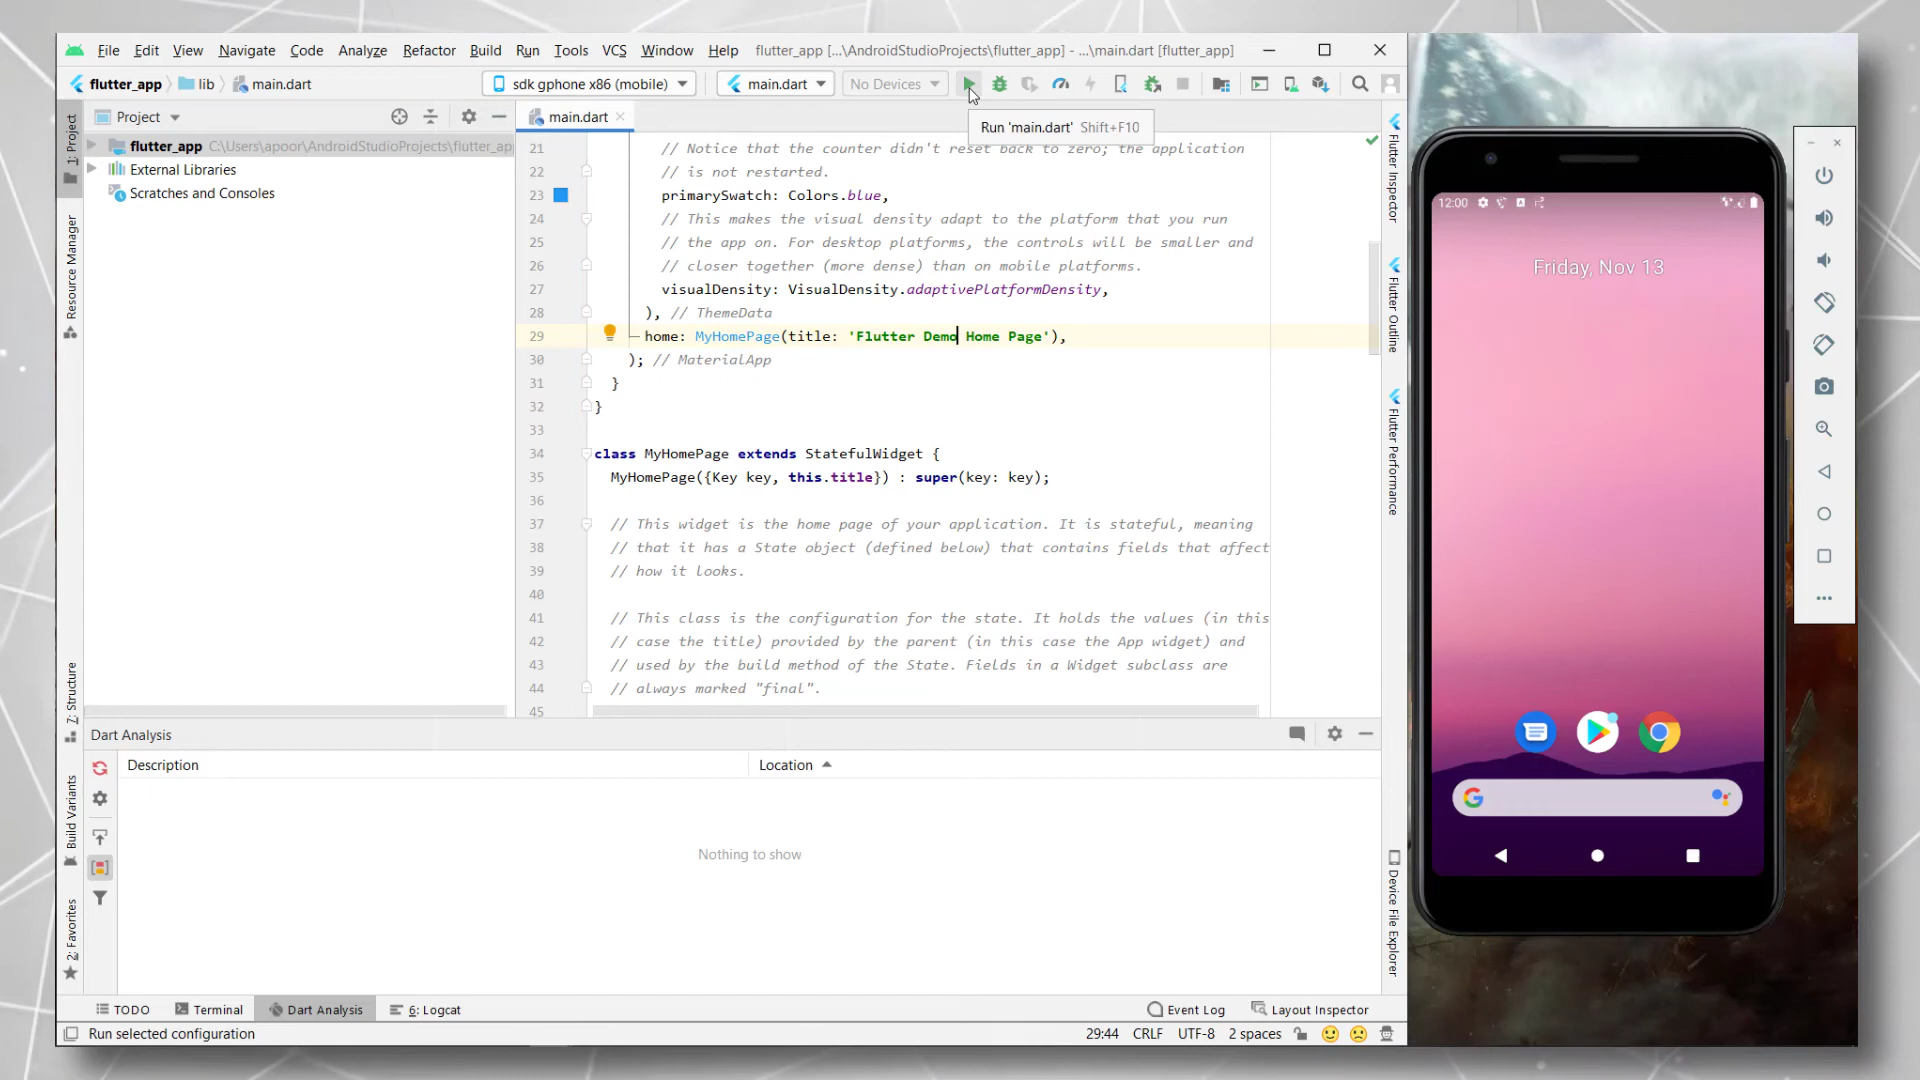 File Edit View Navigate Code Analyze Refactor Build Run Tools VCS Window Help flutter_app [...\AndroidStudioProjects\flutter_app] - ...\main.dart [flutter_app]
flutter_app lib main.dart sdk gphone x86 (mobile) main.dart No Devices
Project main.dart
Run 'main.dart' Shift+F10
flutter_app C:\Users\apoor\AndroidStudioProjects\flutter_ap
External Libraries
Scratches and Consoles
1: Project
Resource Manager
7: Structure
Build Variants
2: Favorites
21 // Notice that the counter didn't reset back to zero; the application
22 // is not restarted.
23 primarySwatch: Colors.blue,
24 // This makes the visual density adapt to the platform that you run
25 // the app on. For desktop platforms, the controls will be smaller and
26 // closer together (more dense) than on mobile platforms.
27 visualDensity: VisualDensity.adaptivePlatformDensity,
28 ), // ThemeData
29 home: MyHomePage(title: 'Flutter Demo Home Page'),
30 ); // MaterialApp
31 }
32 }
33
34 class MyHomePage extends StatefulWidget {
35 MyHomePage({Key key, this.title}) : super(key: key);
36
37 // This widget is the home page of your application. It is stateful, meaning
38 // that it has a State object (defined below) that contains fields that affect
39 // how it looks.
40
41 // This class is the configuration for the state. It holds the values (in this
42 // case the title) provided by the parent (in this case the App widget) and
43 // used by the build method of the State. Fields in a Widget subclass are
44 // always marked "final".
45
Flutter Inspector
Flutter Outline
Flutter Performance
Device File Explorer
Dart Analysis
Description Location
Nothing to show
TODO Terminal Dart Analysis 6: Logcat Event Log Layout Inspector
Run selected configuration 29:44 CRLF UTF-8 2 spaces
12:00
Friday, Nov 13